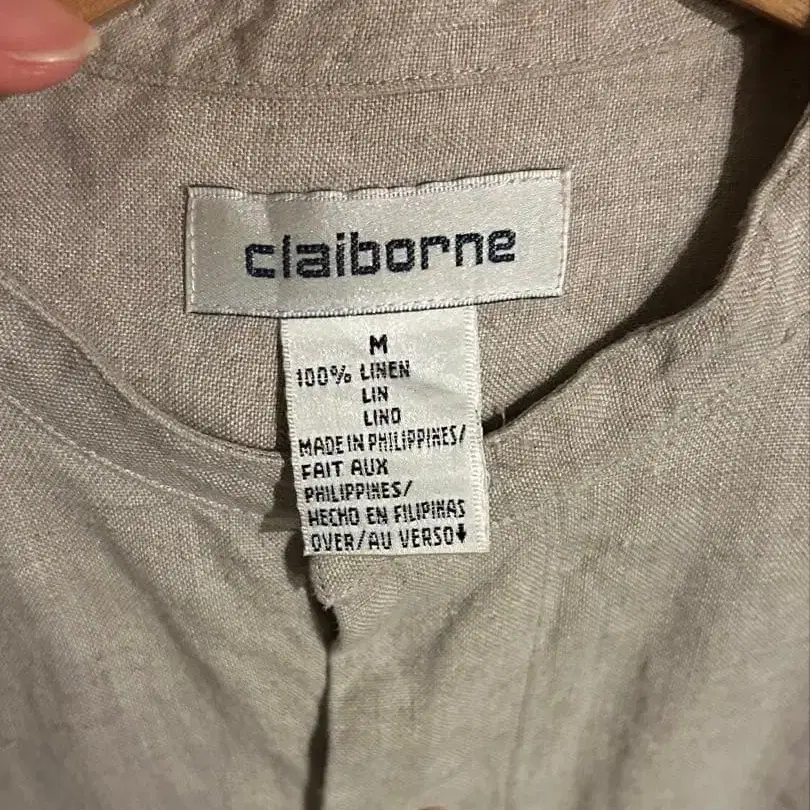 claiborne
M
100% LINEN
LIN
LINO
MADE IN PHILIPPINES/
FAIT AUX
PHILIPPINES/
HECHO EN FILIPINAS
OVER/AU VERSO↓